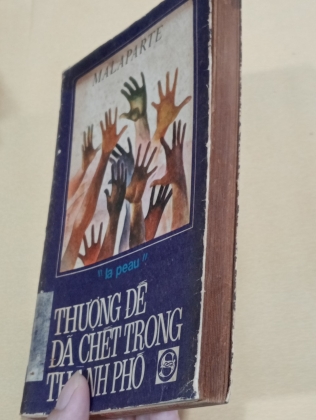 MALAPARTE
"la peau"
THƯỢNG ĐẾ
ĐÃ CHẾT TRONG
THÀNH PHỐ